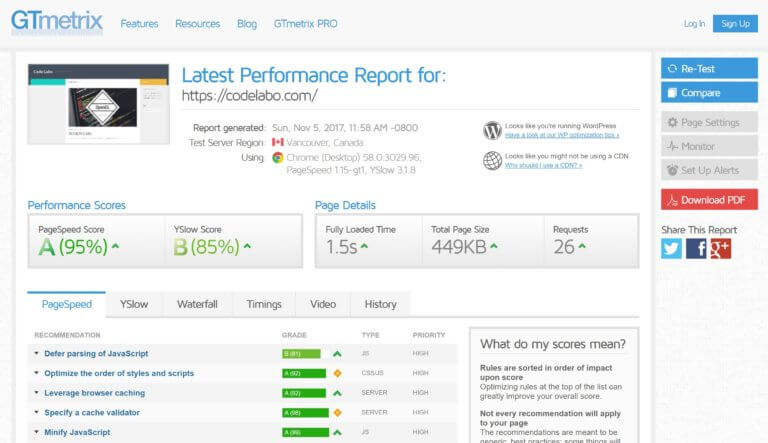 GTmetrix
Features
Resources
Blog
GTmetrix PRO
Log In
Sign Up
Code Labo
OpenGL
Latest Performance Report for:
https://codelabo.com/
Report generated: Sun, Nov 5, 2017, 11:58 AM -0800
Test Server Region: Vancouver, Canada
Using: Chrome (Desktop) 58.0.3029.96,
PageSpeed 1.15-gt1, YSlow 3.1.8
Looks like you're running WordPress
Have a look at our WP optimization tips »
Looks like you might not be using a CDN
Why should I use a CDN? »
Re-Test
Compare
Page Settings
Monitor
Set Up Alerts
Download PDF
Share This Report
f
g+
Performance Scores
PageSpeed Score
A (95%)
YSlow Score
B (85%)
Page Details
Fully Loaded Time
1.5s
Total Page Size
449KB
Requests
26
PageSpeed
YSlow
Waterfall
Timings
Video
History
RECOMMENDATION GRADE TYPE PRIORITY
Defer parsing of JavaScript B (81) JS HIGH
Optimize the order of styles and scripts A (92) CSS/JS HIGH
Leverage browser caching A (92) SERVER HIGH
Specify a cache validator A (98) SERVER HIGH
Minify JavaScript A (99) JS HIGH
What do my scores mean?
Rules are sorted in order of impact
upon score
Optimizing rules at the top of the list can
greatly improve your overall score.
Not every recommendation will apply
to your page
The recommendations are meant to be
generic, best practices; some things will